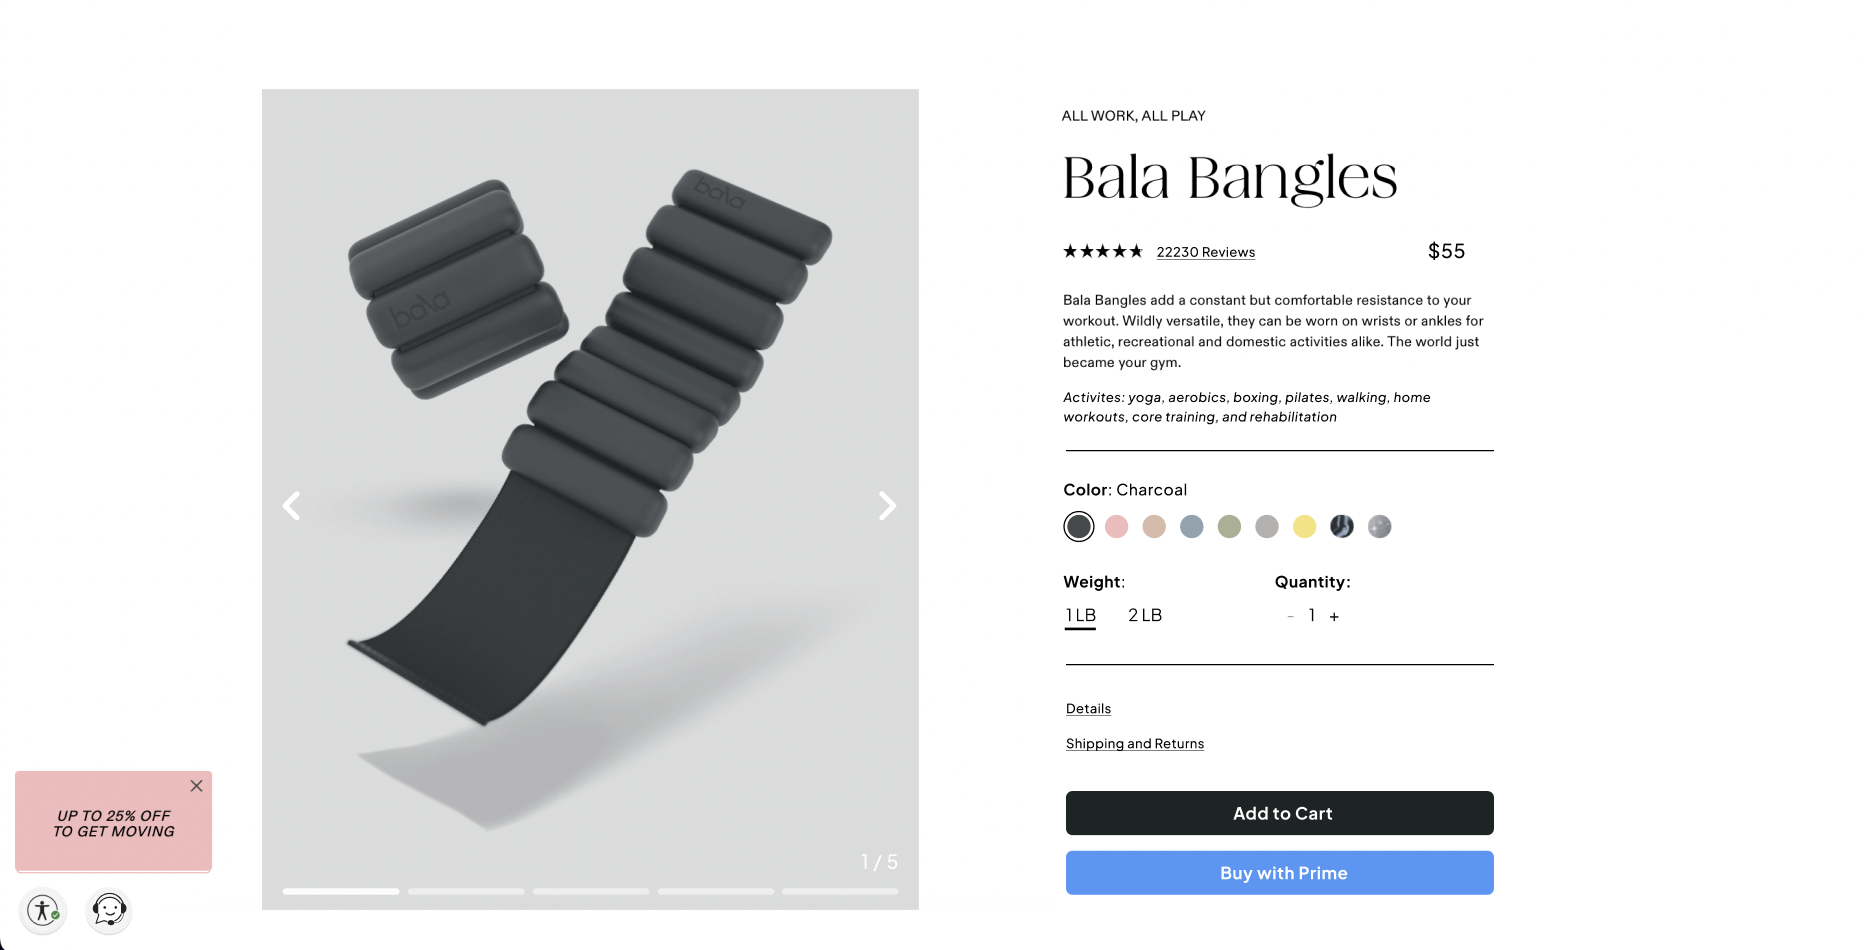 bala
bala
1 / 5
ALL WORK, ALL PLAY
Bala Bangles
22230 Reviews
$55
Bala Bangles add a constant but comfortable resistance to your
workout. Wildly versatile, they can be worn on wrists or ankles for
athletic, recreational and domestic activities alike. The world just
became your gym.
Activites: yoga, aerobics, boxing, pilates, walking, home
workouts, core training, and rehabilitation
Color: Charcoal
Weight: Quantity:
1 LB 2 LB - 1 +
Details
Shipping and Returns
Add to Cart
Buy with Prime
UP TO 25% OFF
TO GET MOVING